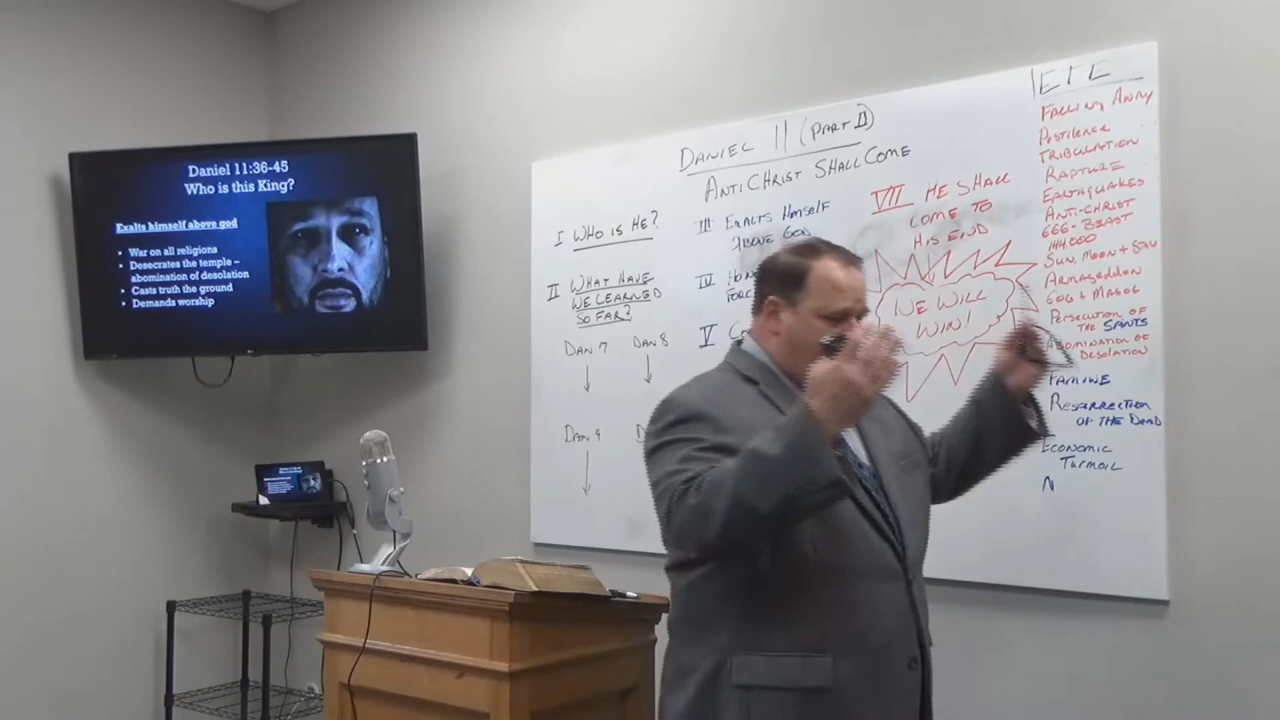 Daniel 11:36-45
Who is this King?
Exalts himself above god
• War on all religions
• Desecrates the temple –
abomination of desolation
• Casts truth the ground
• Demands worship
DANIEL 11 (PART II)
ANTICHRIST SHALL COME
I WHO IS HE?
II WHAT HAVE
WE LEARNED
SO FAR?
DAN 7 DAN 8
DAN 9
III EXALTS HIMSELF
ABOVE GOD
IV
V
VII HE SHALL
COME TO
HIS END
WE WILL
WIN!
FALLING AWAY
PESTILENCE
TRIBULATION
RAPTURE
EARTHQUAKES
ANTI-CHRIST
666-BEAST
144,000
SUN, MOON + STAR
ARMAGEDDON
GOG + MAGOG
PERSECUTION OF
THE SAINTS
ABOMINATION OF
DESOLATION
FAMINE
RESURRECTION
OF THE DEAD
ECONOMIC
TURMOIL